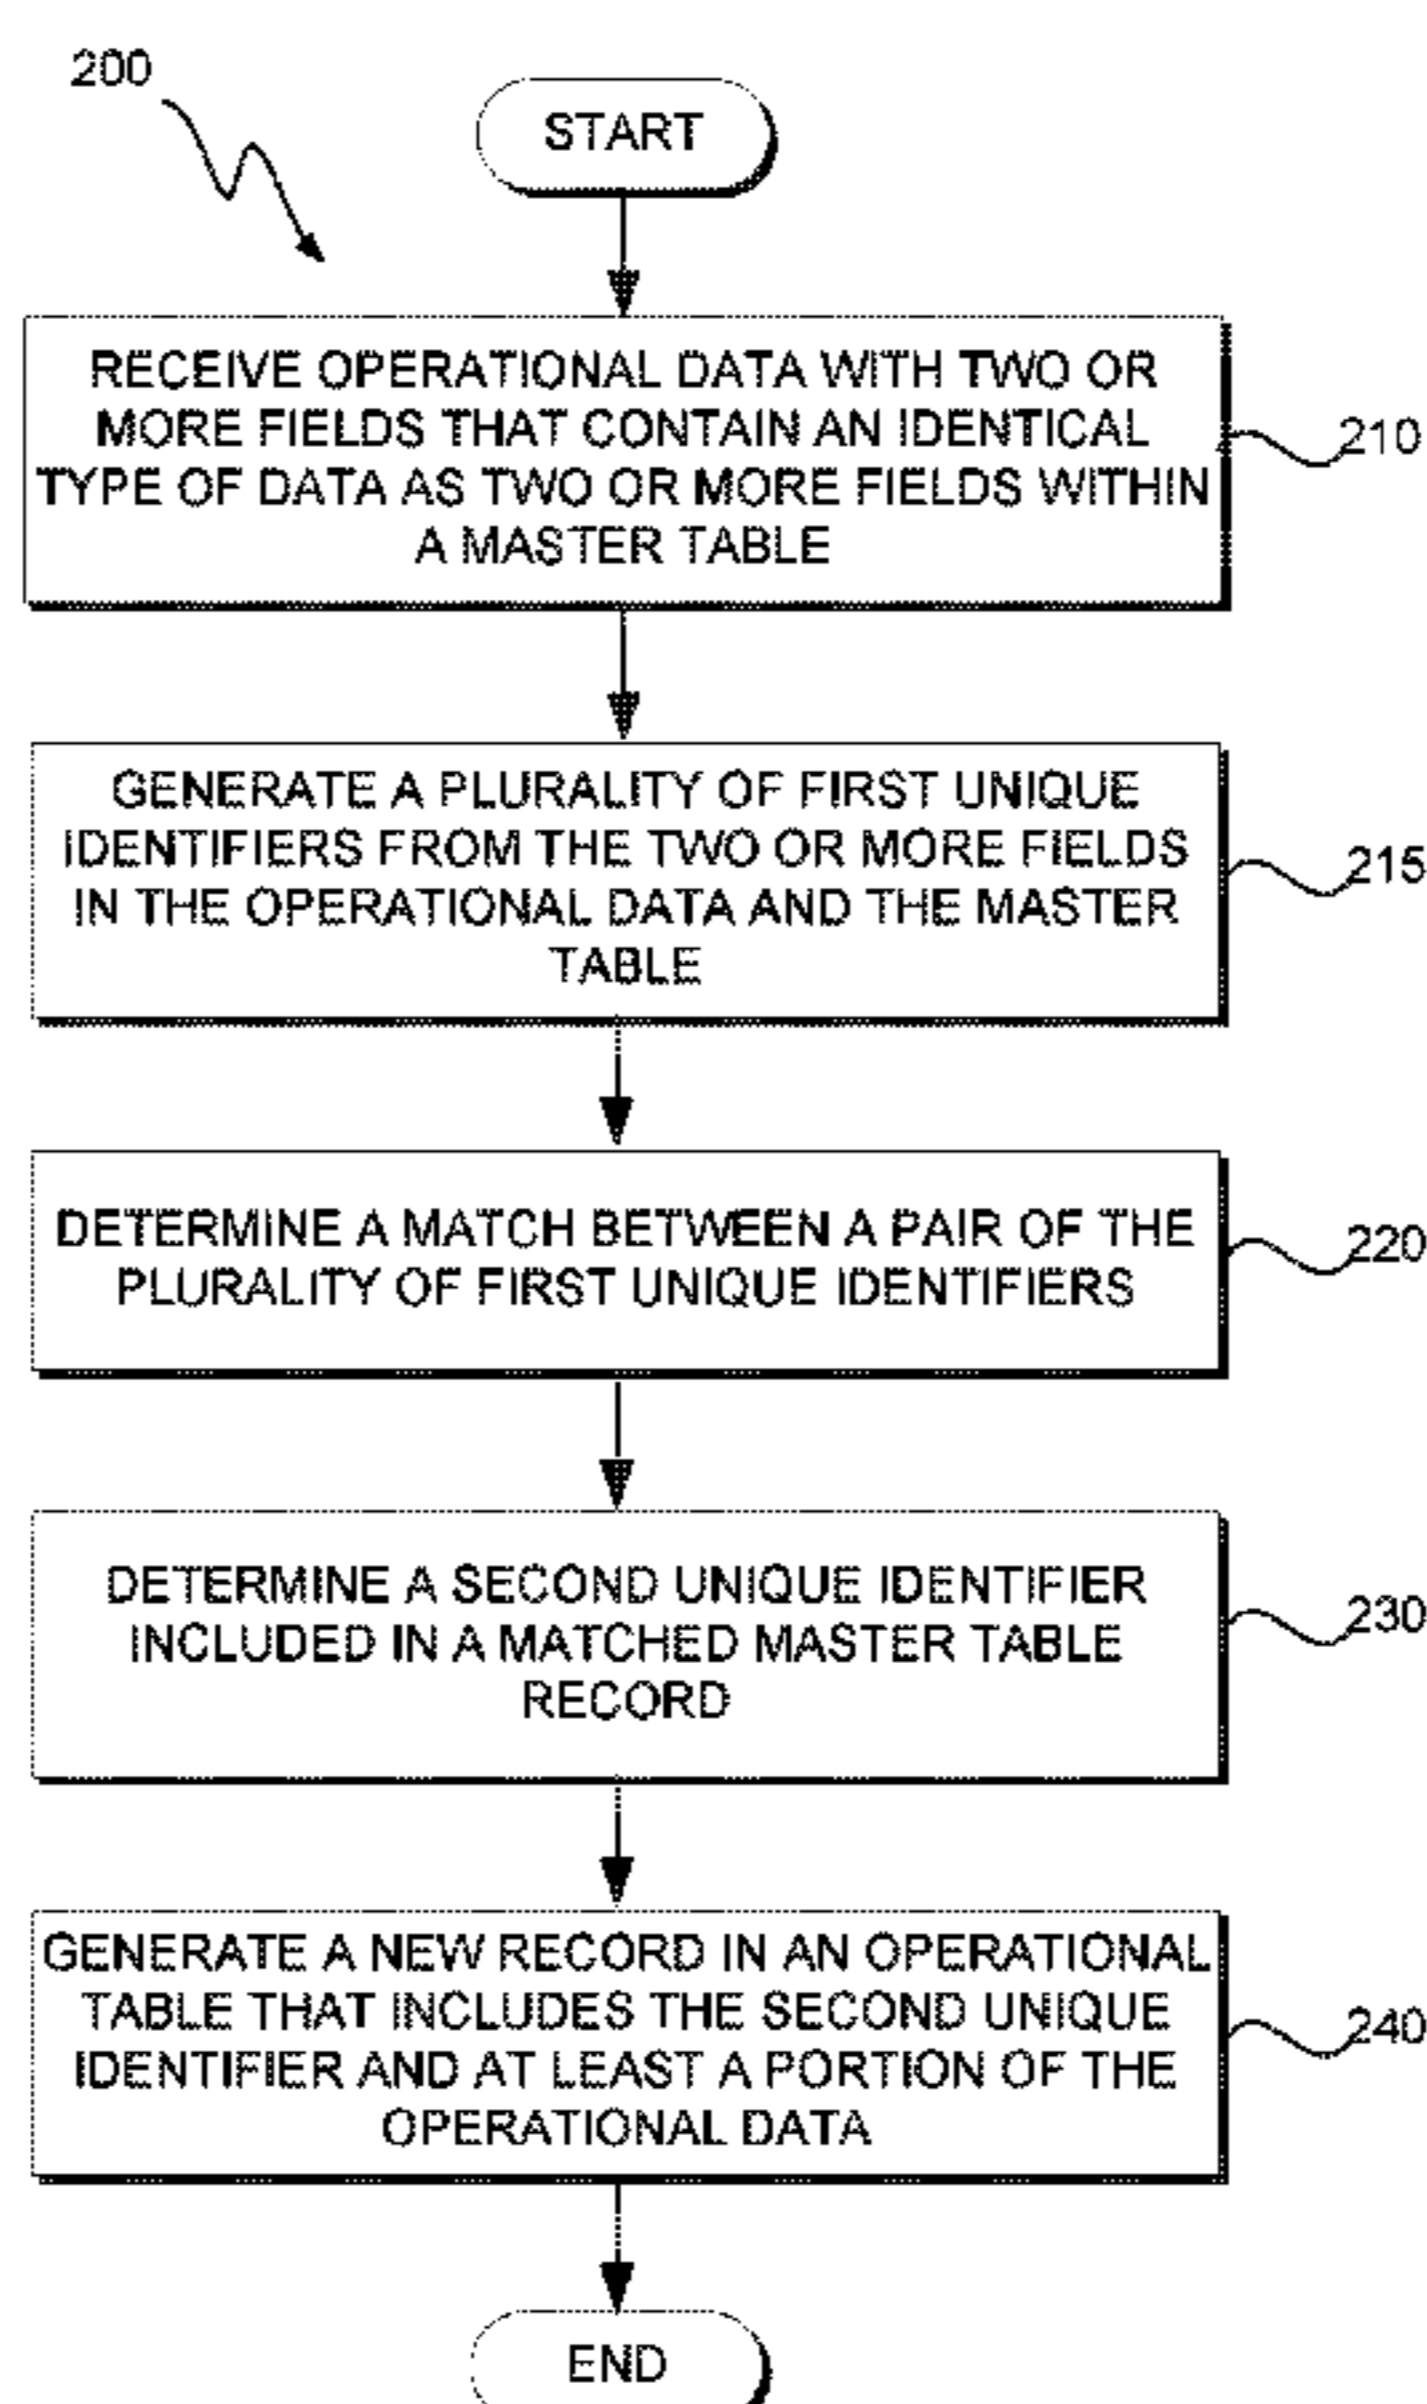 200
START
RECEIVE OPERATIONAL DATA WITH TWO OR
MORE FIELDS THAT CONTAIN AN IDENTICAL
TYPE OF DATA AS TWO OR MORE FIELDS WITHIN
A MASTER TABLE
210
GENERATE A PLURALITY OF FIRST UNIQUE
IDENTIFIERS FROM THE TWO OR MORE FIELDS
IN THE OPERATIONAL DATA AND THE MASTER
TABLE
215
DETERMINE A MATCH BETWEEN A PAIR OF THE
PLURALITY OF FIRST UNIQUE IDENTIFIERS
220
DETERMINE A SECOND UNIQUE IDENTIFIER
INCLUDED IN A MATCHED MASTER TABLE
RECORD
230
GENERATE A NEW RECORD IN AN OPERATIONAL
TABLE THAT INCLUDES THE SECOND UNIQUE
IDENTIFIER AND AT LEAST A PORTION OF THE
OPERATIONAL DATA
240
END